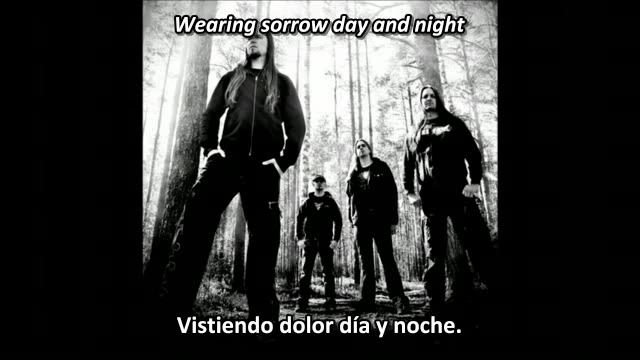 Wearing sorrow day and night
Vistiendo dolor día y noche.